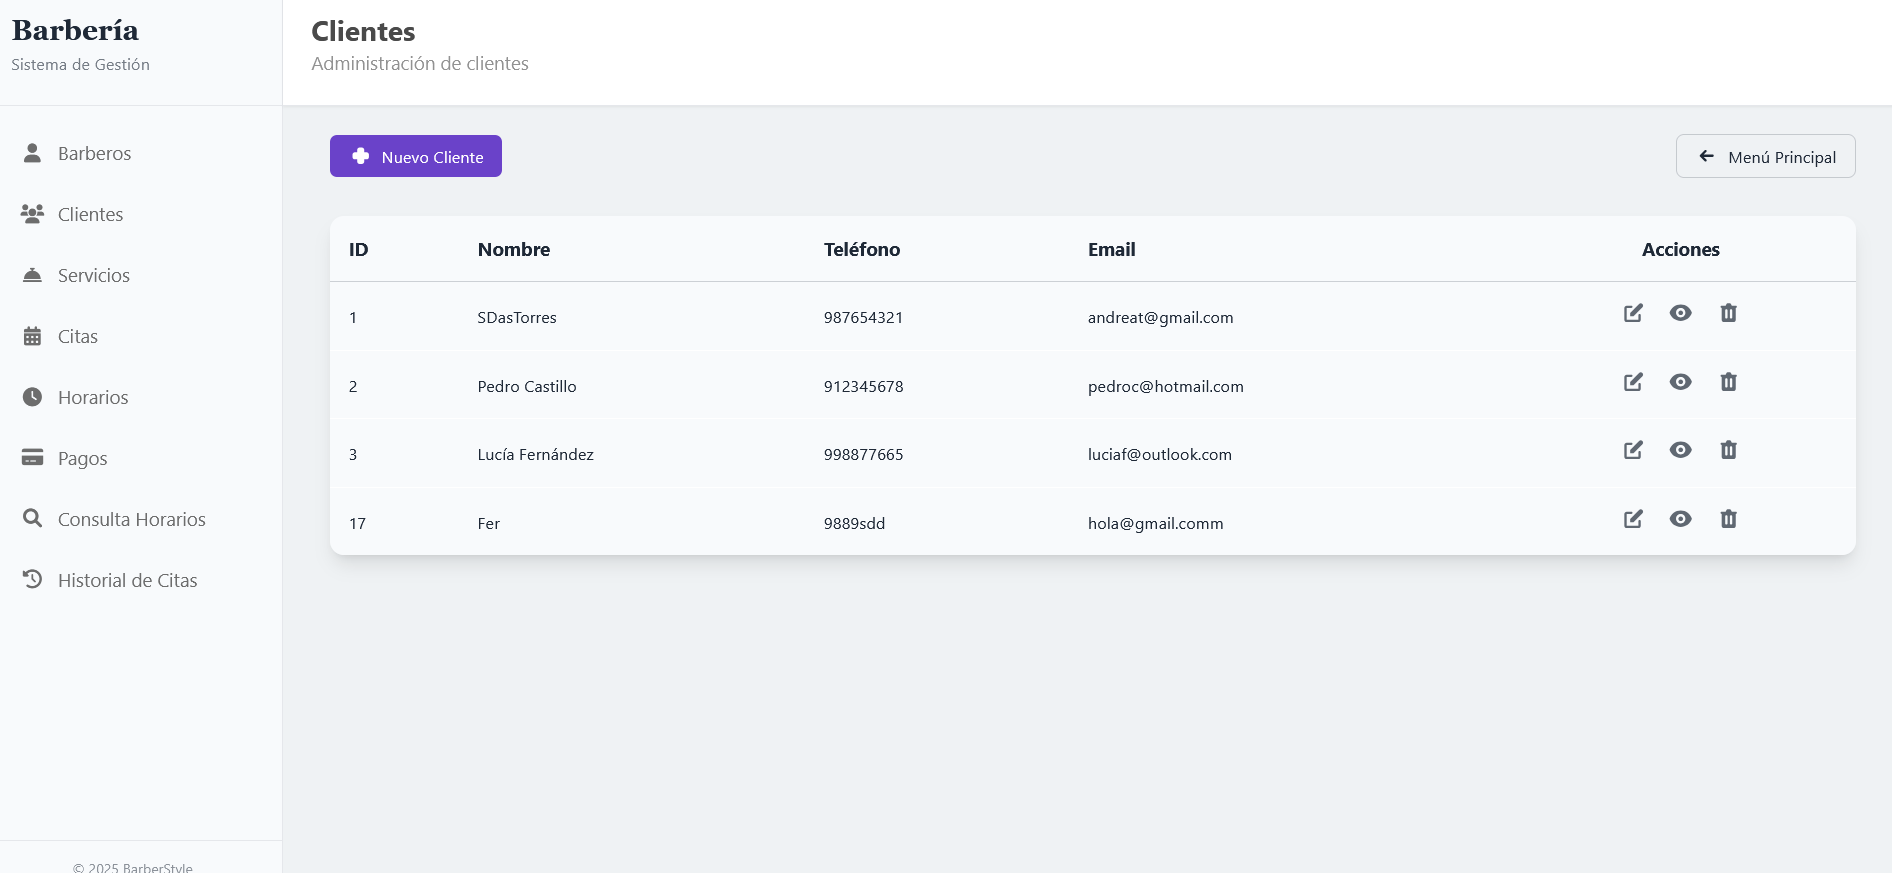 Barbería
Sistema de Gestión
Barberos
Clientes
Servicios
Citas
Horarios
Pagos
Consulta Horarios
Historial de Citas
© 2025 BarberStyle
Clientes
Administración de clientes
Nuevo Cliente
Menú Principal
ID Nombre Teléfono Email Acciones
1 SDasTorres 987654321 andreat@gmail.com
2 Pedro Castillo 912345678 pedroc@hotmail.com
3 Lucía Fernández 998877665 luciaf@outlook.com
17 Fer 9889sdd hola@gmail.comm